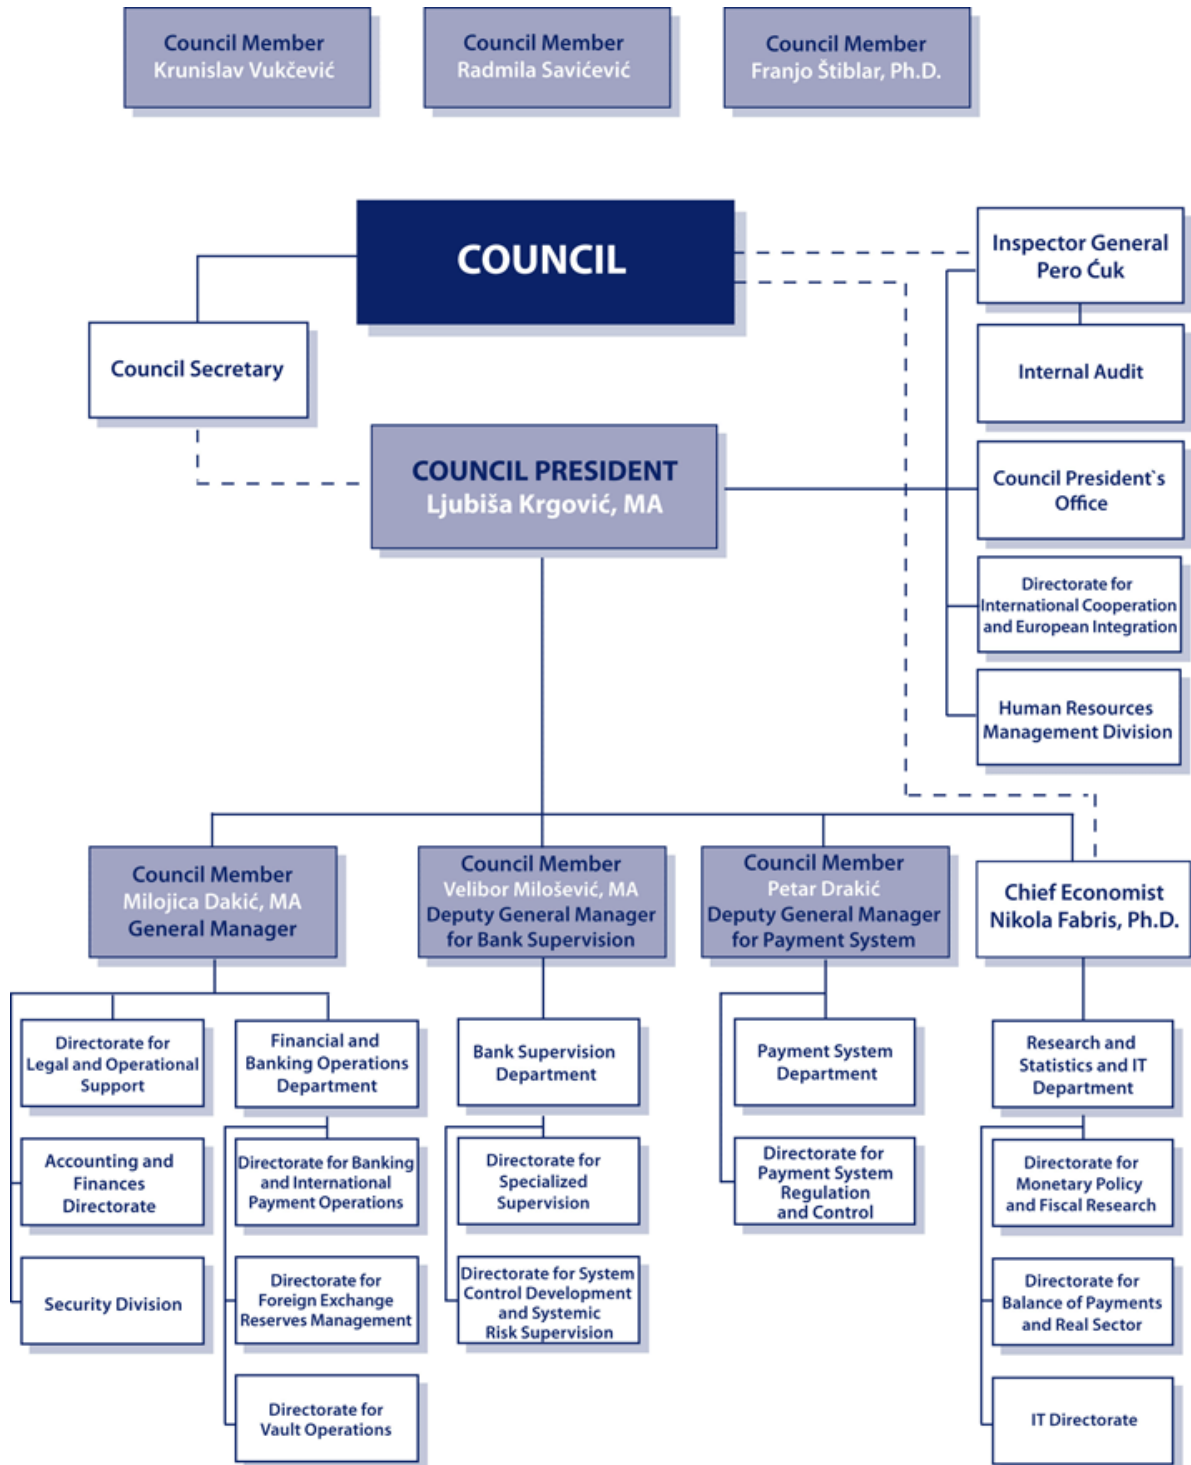 Council Member
Krunislav Vukčević
Council Member
Radmila Savićević
Council Member
Franjo Štiblar, Ph.D.
COUNCIL
Inspector General
Pero Ćuk
Council Secretary
Internal Audit
COUNCIL PRESIDENT
Ljubiša Krgović, MA
Council President`s
Office
Directorate for
International Cooperation
and European Integration
Human Resources
Management Division
Council Member
Milojica Dakić, MA
General Manager
Council Member
Velibor Milošević, MA
Deputy General Manager
for Bank Supervision
Council Member
Petar Drakić
Deputy General Manager
for Payment System
Chief Economist
Nikola Fabris, Ph.D.
Directorate for
Legal and Operational
Support
Financial and
Banking Operations
Department
Bank Supervision
Department
Payment System
Department
Research and
Statistics and IT
Department
Accounting and
Finances
Directorate
Directorate for Banking
and International
Payment Operations
Directorate for
Specialized
Supervision
Directorate for
Payment System
Regulation
and Control
Directorate for
Monetary Policy
and Fiscal Research
Security Division
Directorate for
Foreign Exchange
Reserves Management
Directorate for System
Control Development
and Systemic
Risk Supervision
Directorate for
Balance of Payments
and Real Sector
Directorate for
Vault Operations
IT Directorate